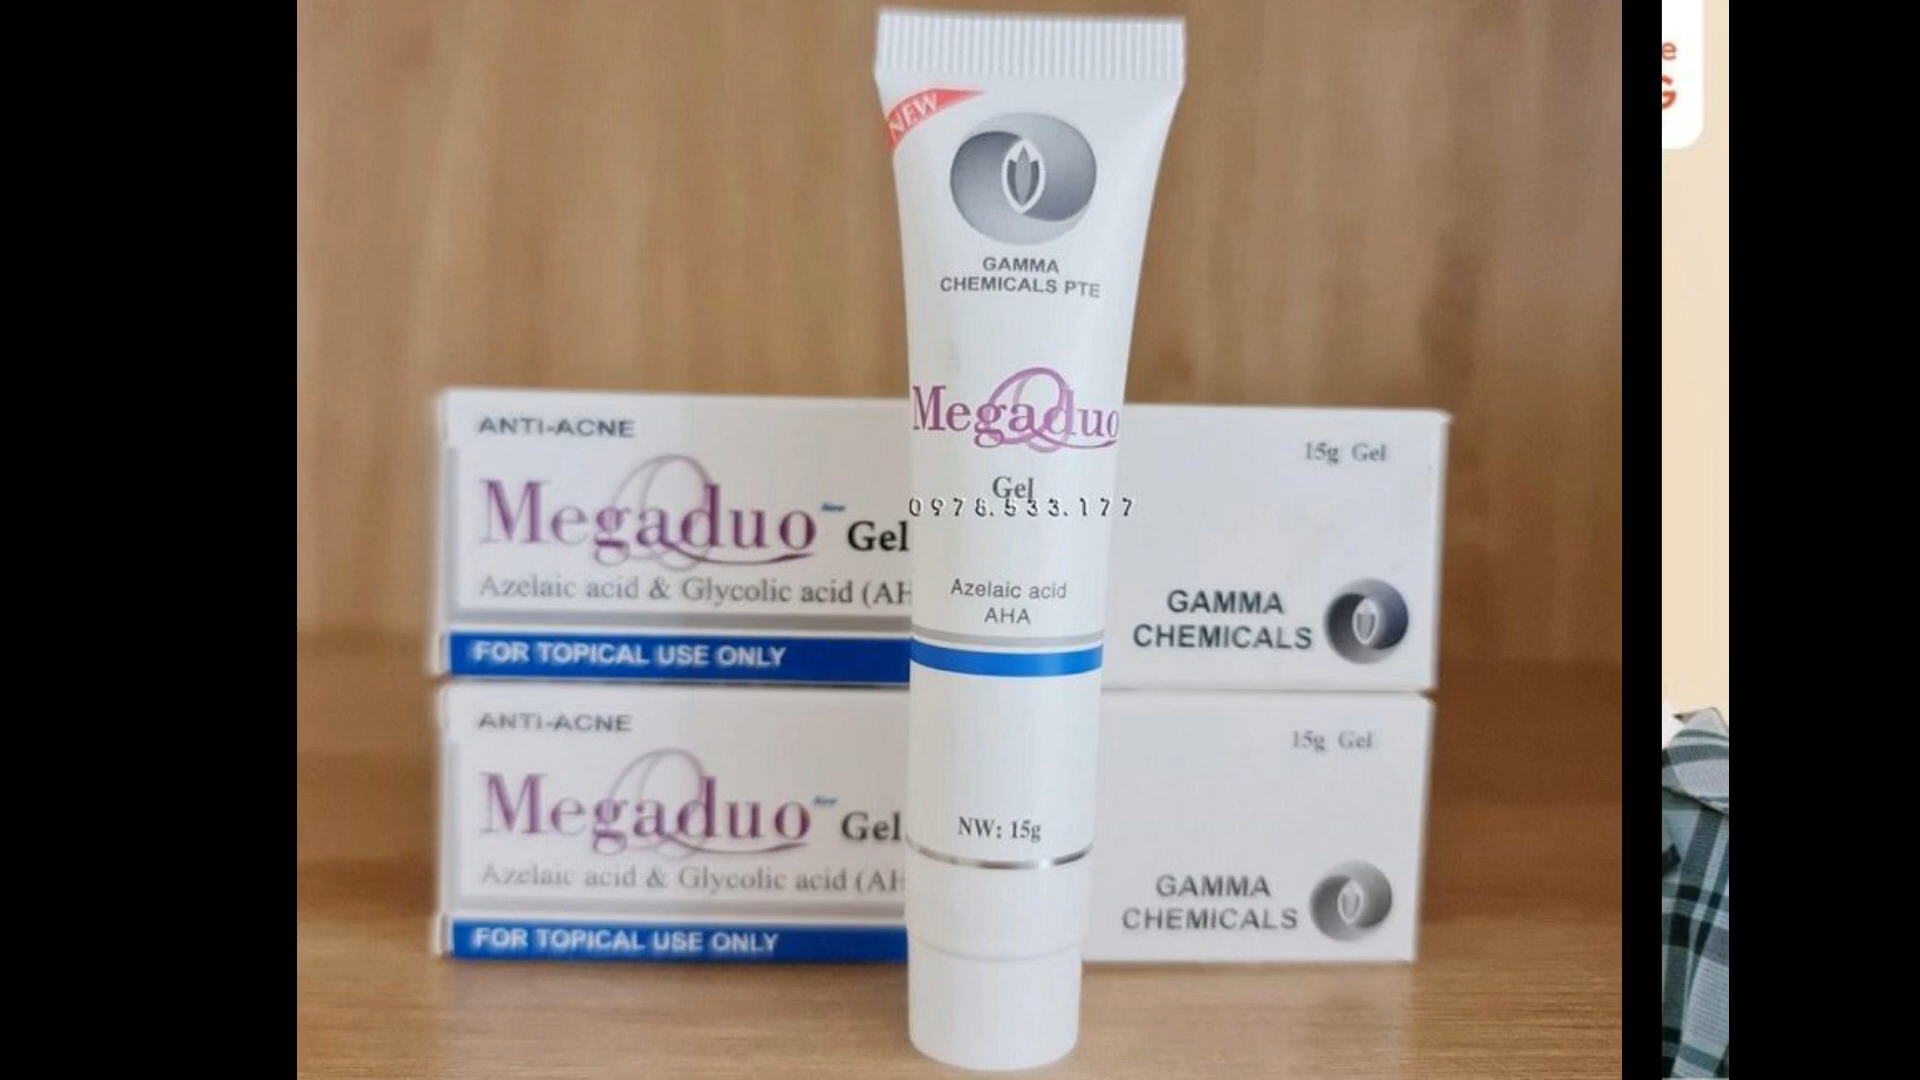 NEW
GAMMA
CHEMICALS PTE
Megaduo
Gel
0978.533.177
Azelaic acid
AHA
NW: 15g
ANTI-ACNE
Megaduo New Gel
Azelaic acid & Glycolic acid (AH
FOR TOPICAL USE ONLY
15g Gel
GAMMA
CHEMICALS
ANTI-ACNE
Megaduo New Gel
Azelaic acid & Glycolic acid (AH
FOR TOPICAL USE ONLY
15g Gel
GAMMA
CHEMICALS
e
G